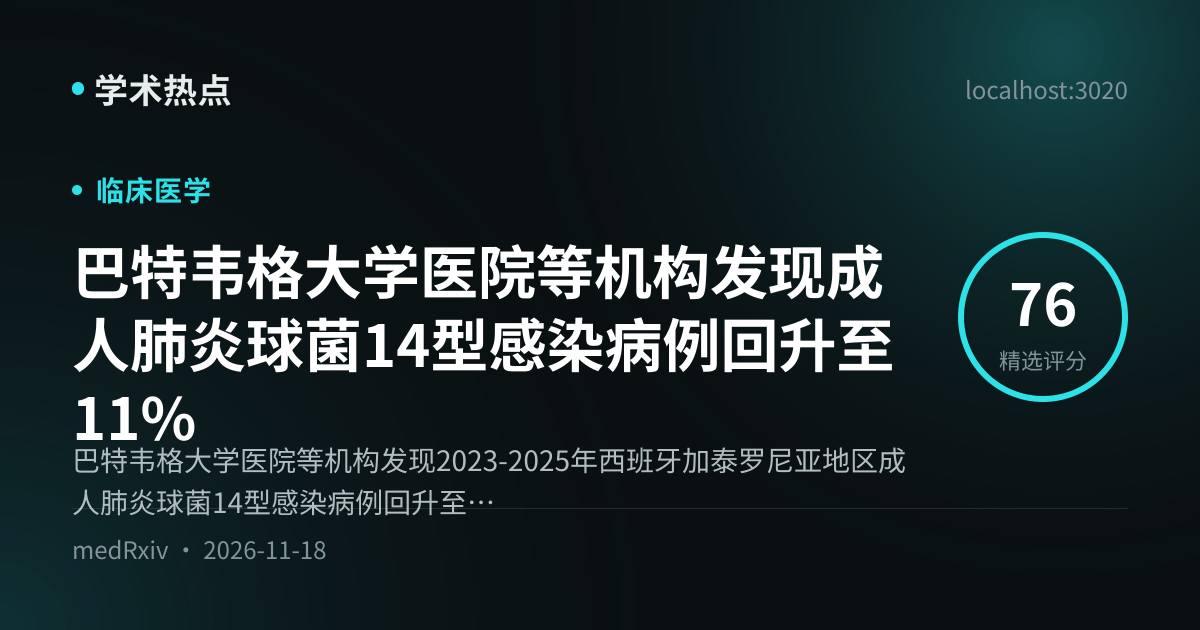 学术热点
localhost:3020
临床医学
巴特韦格大学医院等机构发现成
人肺炎球菌14型感染病例回升至
11%
76
精选评分
巴特韦格大学医院等机构发现2023-2025年西班牙加泰罗尼亚地区成
人肺炎球菌14型感染病例回升至…
medRxiv • 2026-11-18